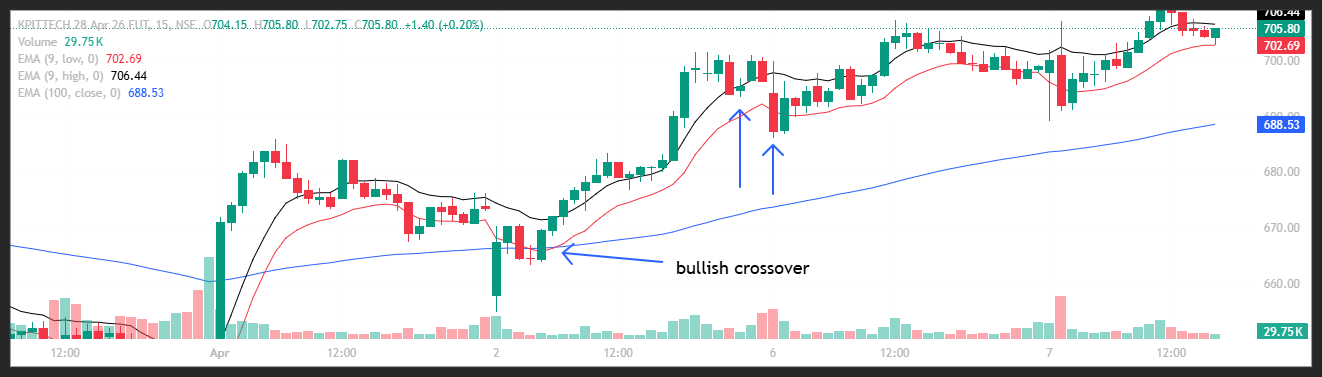 KPITTECH 28 Apr 26 FUT, 15, NSE O704.15 H705.80 L702.75 C705.80 +1.40 (+0.20%)
Volume 29.75K
EMA (9, low, 0) 702.69
EMA (9, high, 0) 706.44
EMA (100, close, 0) 688.53
706.44
705.80
702.69
700.00
688.53
680.00
670.00
660.00
29.75K
bullish crossover
12:00 Apr 12:00 2 12:00 6 12:00 7 12:00